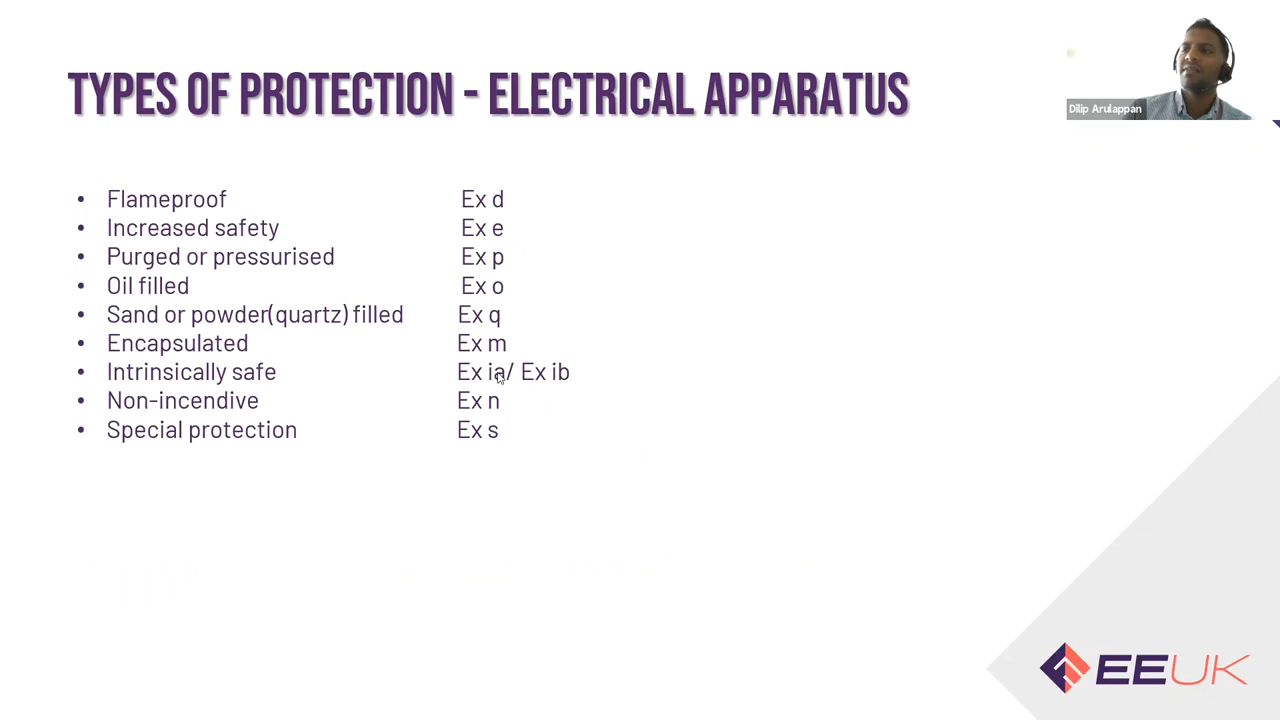 TYPES OF PROTECTION - ELECTRICAL APPARATUS
Dilip Arulappan
• Flameproof Ex d
• Increased safety Ex e
• Purged or pressurised Ex p
• Oil filled Ex o
• Sand or powder(quartz) filled Ex q
• Encapsulated Ex m
• Intrinsically safe Ex ia/ Ex ib
• Non-incendive Ex n
• Special protection Ex s
EEUK